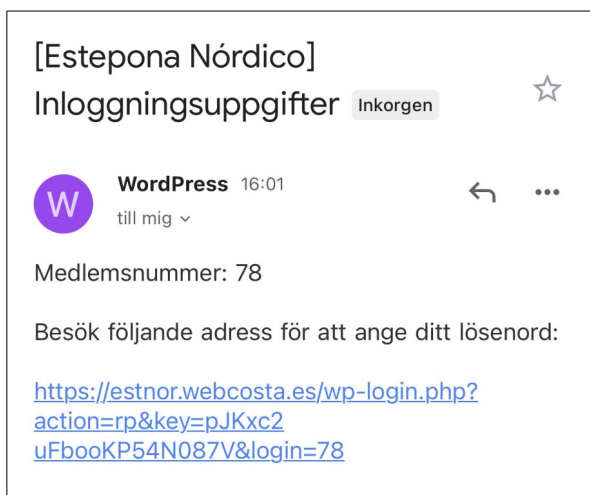 [Estepona Nórdico]
Inloggningsuppgifter Inkorgen
W
WordPress 16:01
till mig
Medlemsnummer: 78
Besök följande adress för att ange ditt lösenord:
https://estnor.webcosta.es/wp-login.php?
action=rp&key=pJKxc2
uFbooKP54N087V&login=78